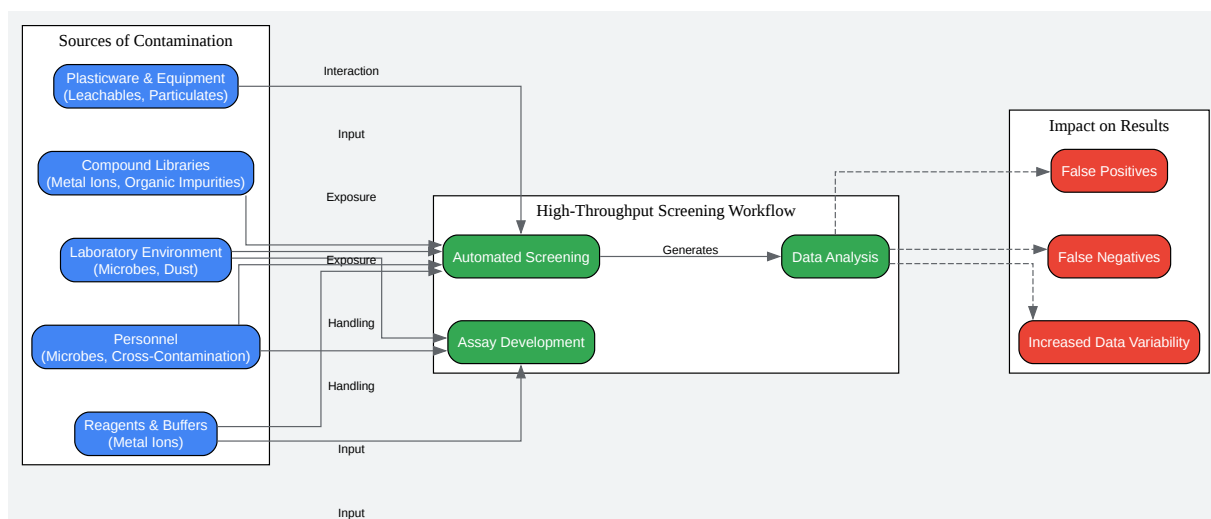 Sources of Contamination
Plasticware & Equipment
(Leachables, Particulates)
Compound Libraries
(Metal Ions, Organic Impurities)
Laboratory Environment
(Microbes, Dust)
Personnel
(Microbes, Cross-Contamination)
Reagents & Buffers
(Metal Ions)
Interaction
Input
Exposure
Exposure
Handling
Handling
Input
Input
High-Throughput Screening Workflow
Automated Screening
Generates
Data Analysis
Assay Development
Impact on Results
False Positives
False Negatives
Increased Data Variability